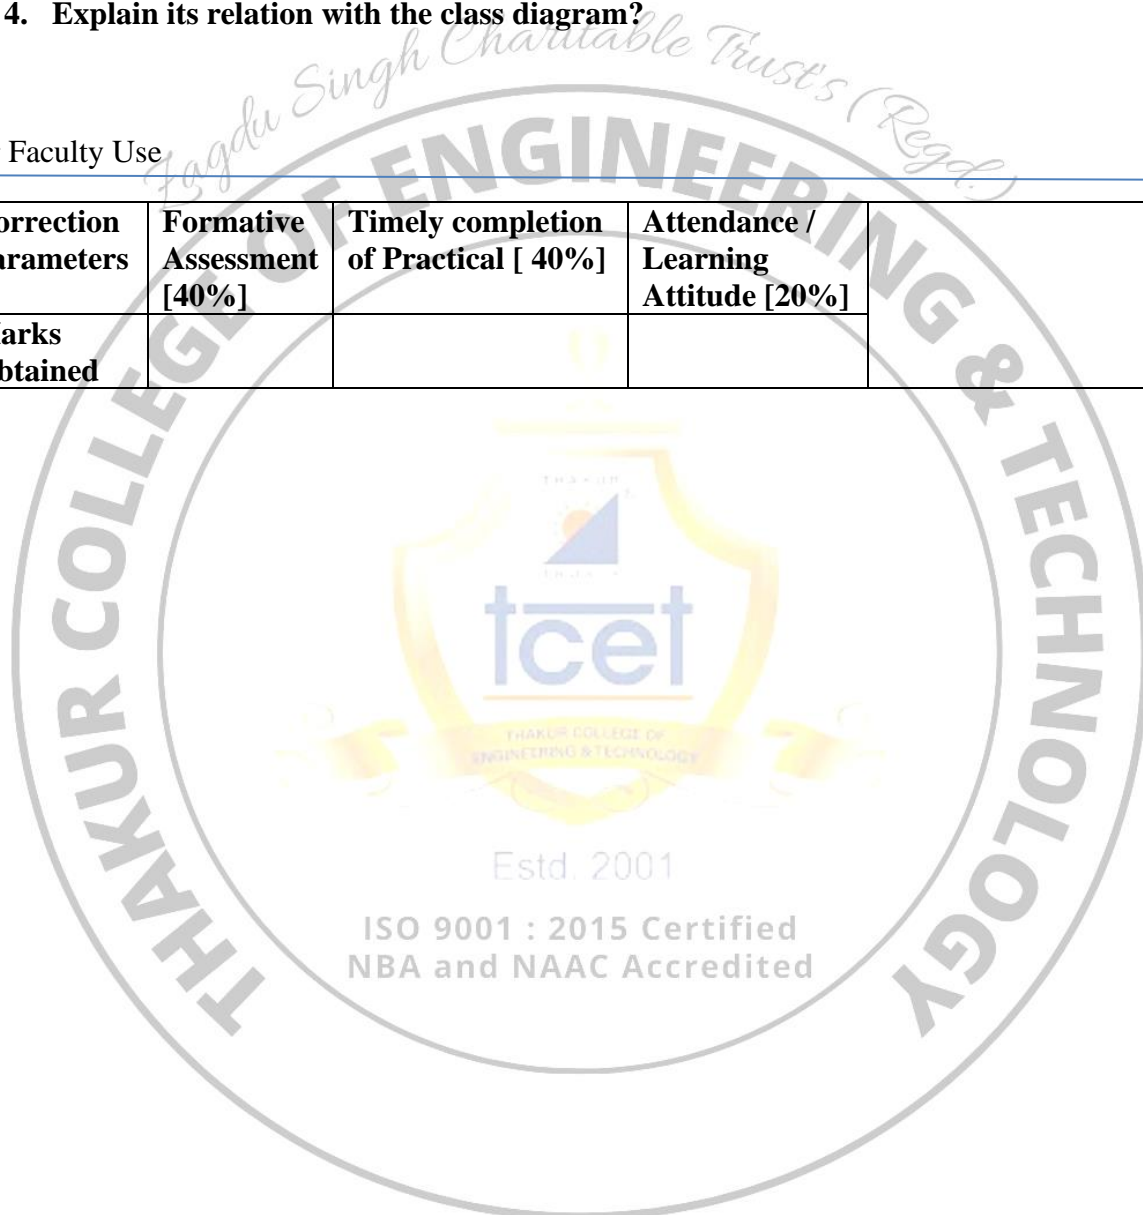 4. Explain its relation with the class diagram?
Zagdu Singh Charitable Trust's (Regd.)
Faculty Use
THAKUR COLLEGE OF ENGINEERING & TECHNOLOGY
orrection Formative Timely completion Attendance /
arameters Assessment of Practical [ 40%] Learning
[40%] Attitude [20%]
arks
btained
THAKUR
tcet
THAKUR COLLEGE OF
ENGINEERING & TECHNOLOGY
Estd. 2001
ISO 9001 : 2015 Certified
NBA and NAAC Accredited